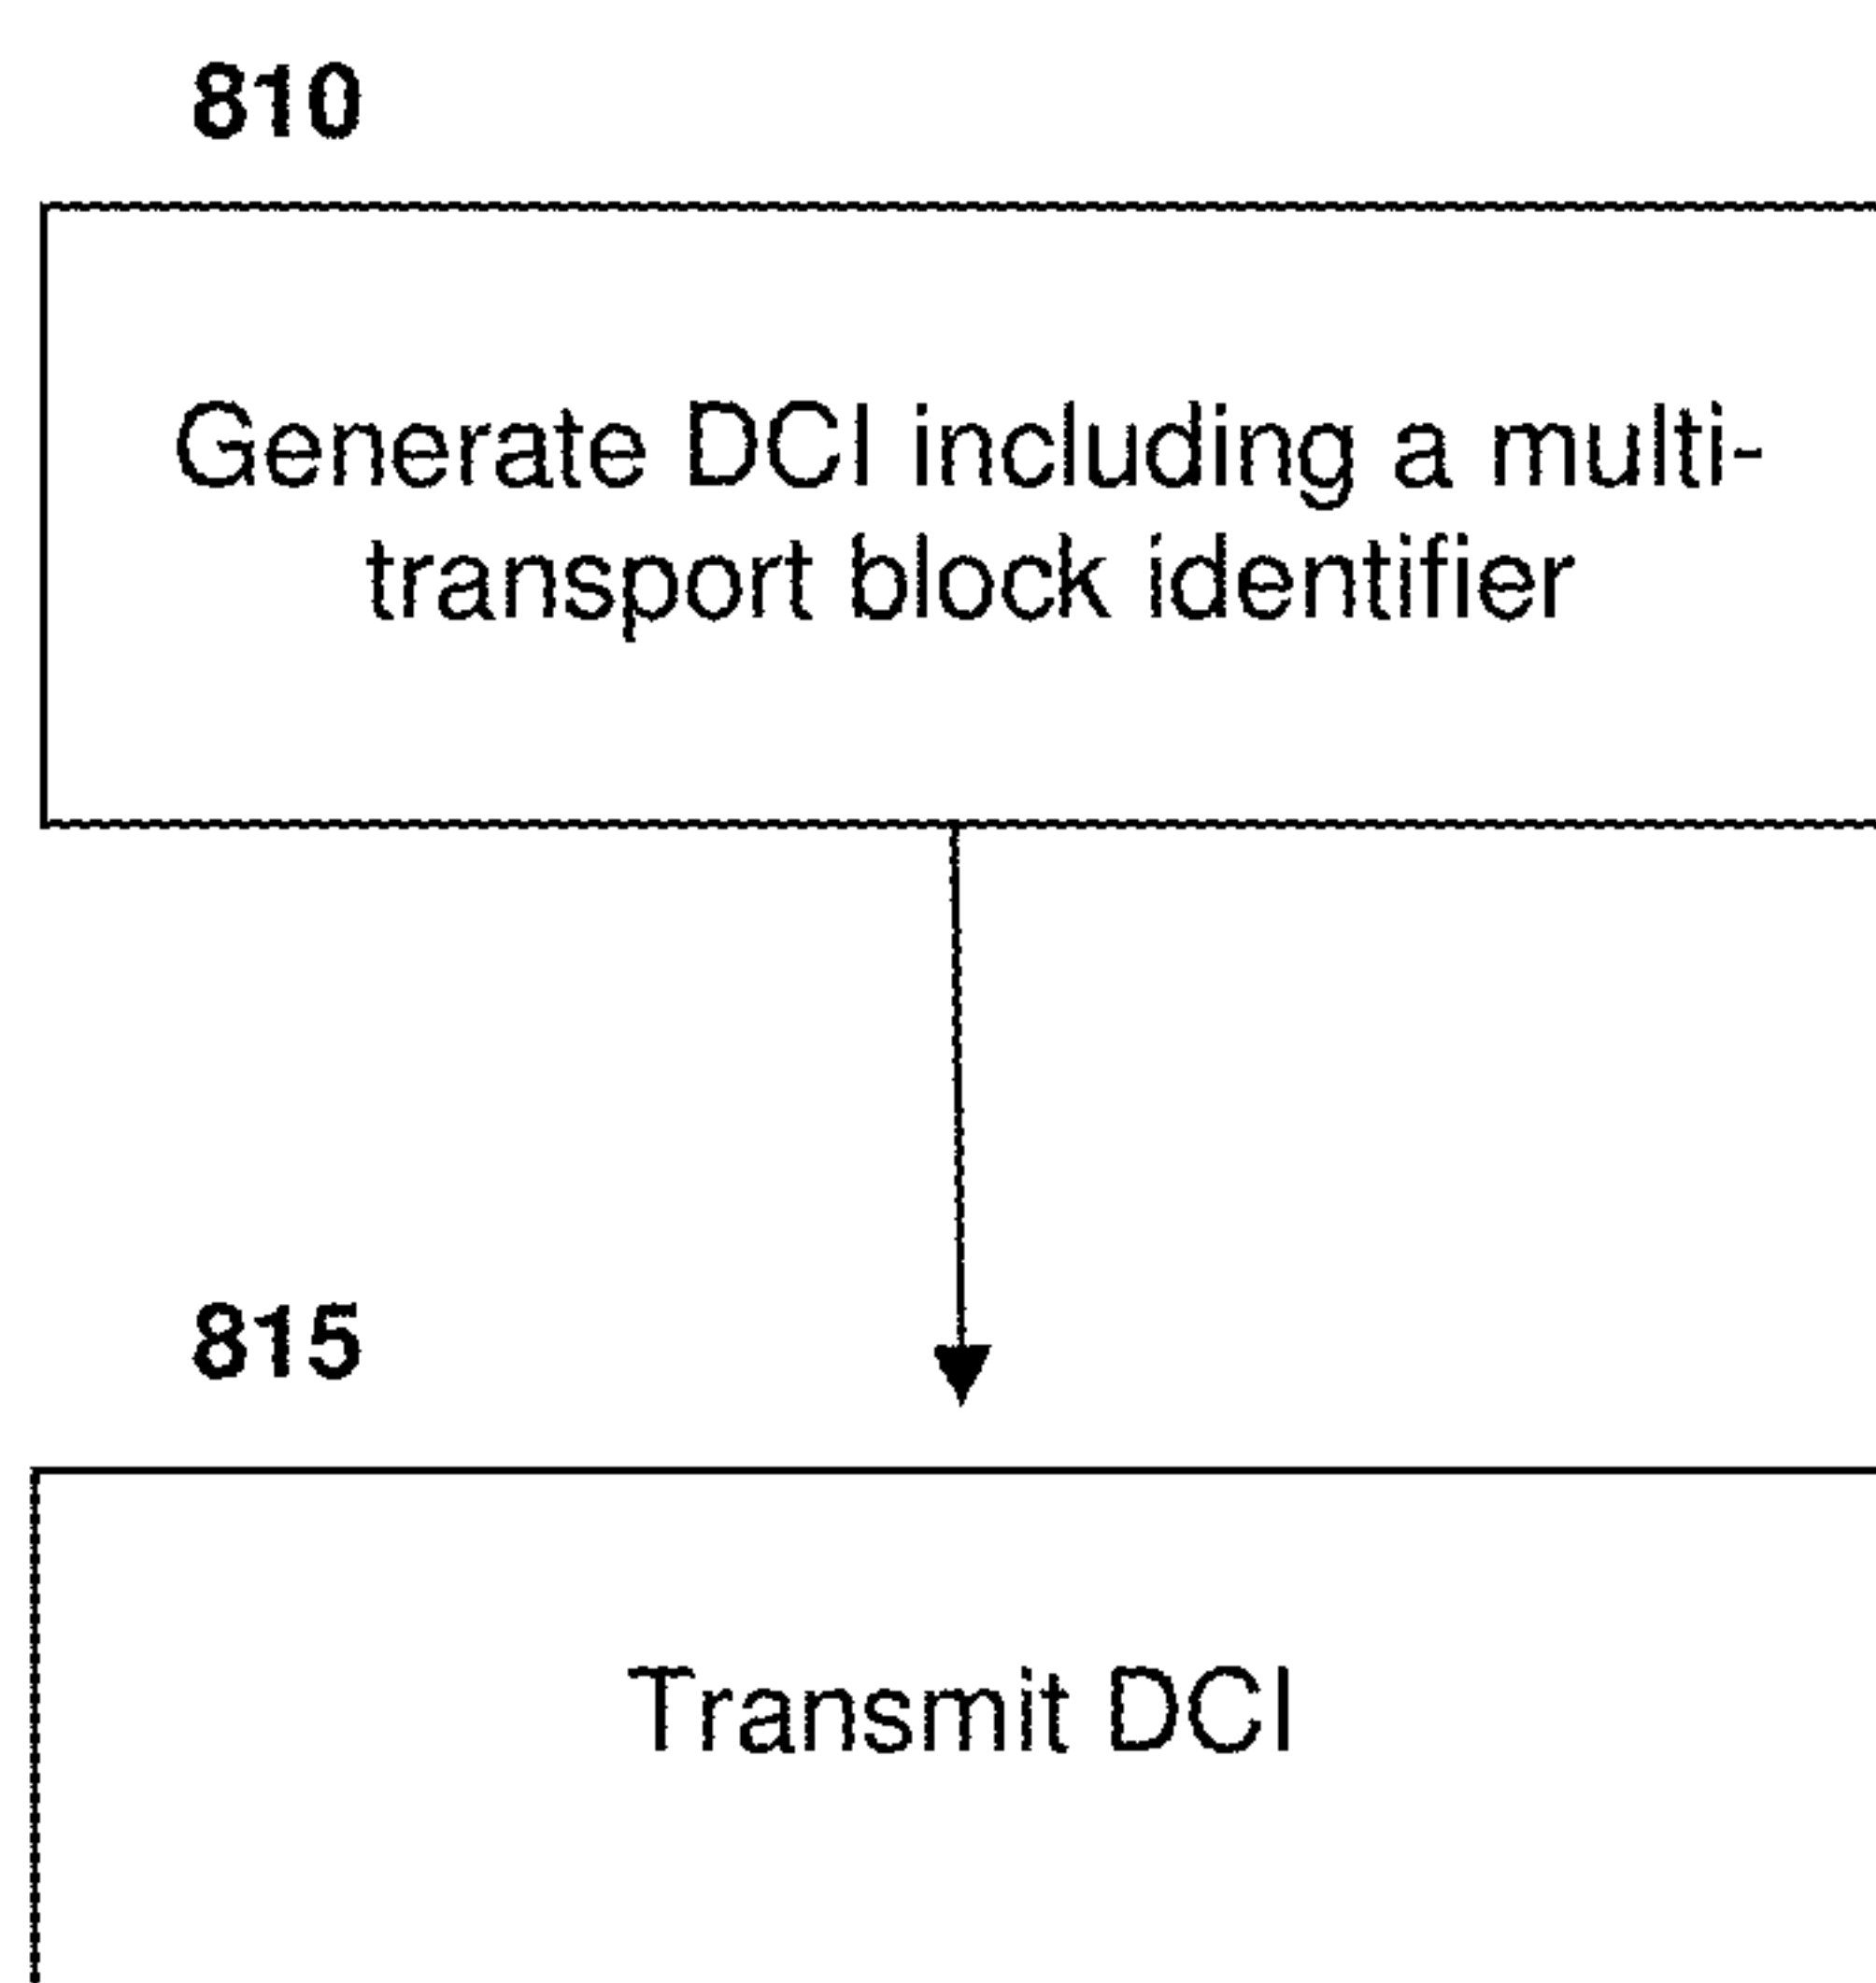 810
Generate DCI including a multi-
transport block identifier
815
Transmit DCI